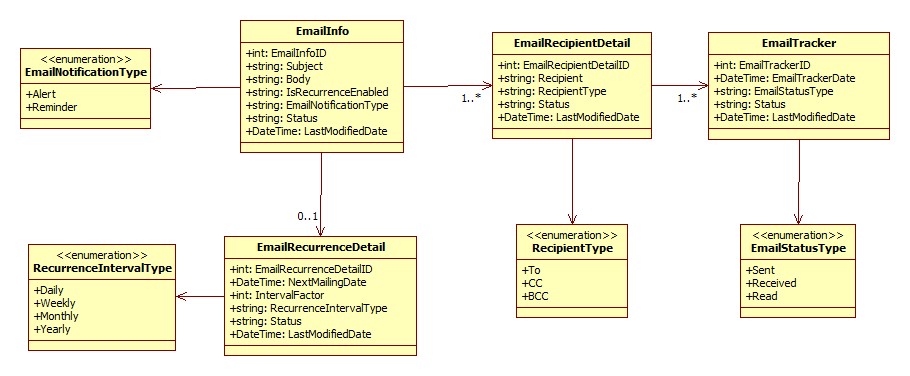 <<enumeration>>
EmailNotificationType
+Alert
+Reminder
EmailInfo
+int: EmailInfoID
+string: Subject
+string: Body
+string: IsRecurrenceEnabled
+string: EmailNotificationType
+string: Status
+DateTime: LastModifiedDate
1..*
EmailRecipientDetail
+int: EmailRecipientDetailID
+string: Recipient
+string: RecipientType
+string: Status
+DateTime: LastModifiedDate
1..*
EmailTracker
+int: EmailTrackerID
+DateTime: EmailTrackerDate
+string: EmailStatusType
+string: Status
+DateTime: LastModifiedDate
0..1
<<enumeration>>
RecurrenceIntervalType
+Daily
+Weekly
+Monthly
+Yearly
EmailRecurrenceDetail
+int: EmailRecurrenceDetailID
+DateTime: NextMailingDate
+int: IntervalFactor
+string: RecurrenceIntervalType
+string: Status
+DateTime: LastModifiedDate
<<enumeration>>
RecipientType
+To
+CC
+BCC
<<enumeration>>
EmailStatusType
+Sent
+Received
+Read